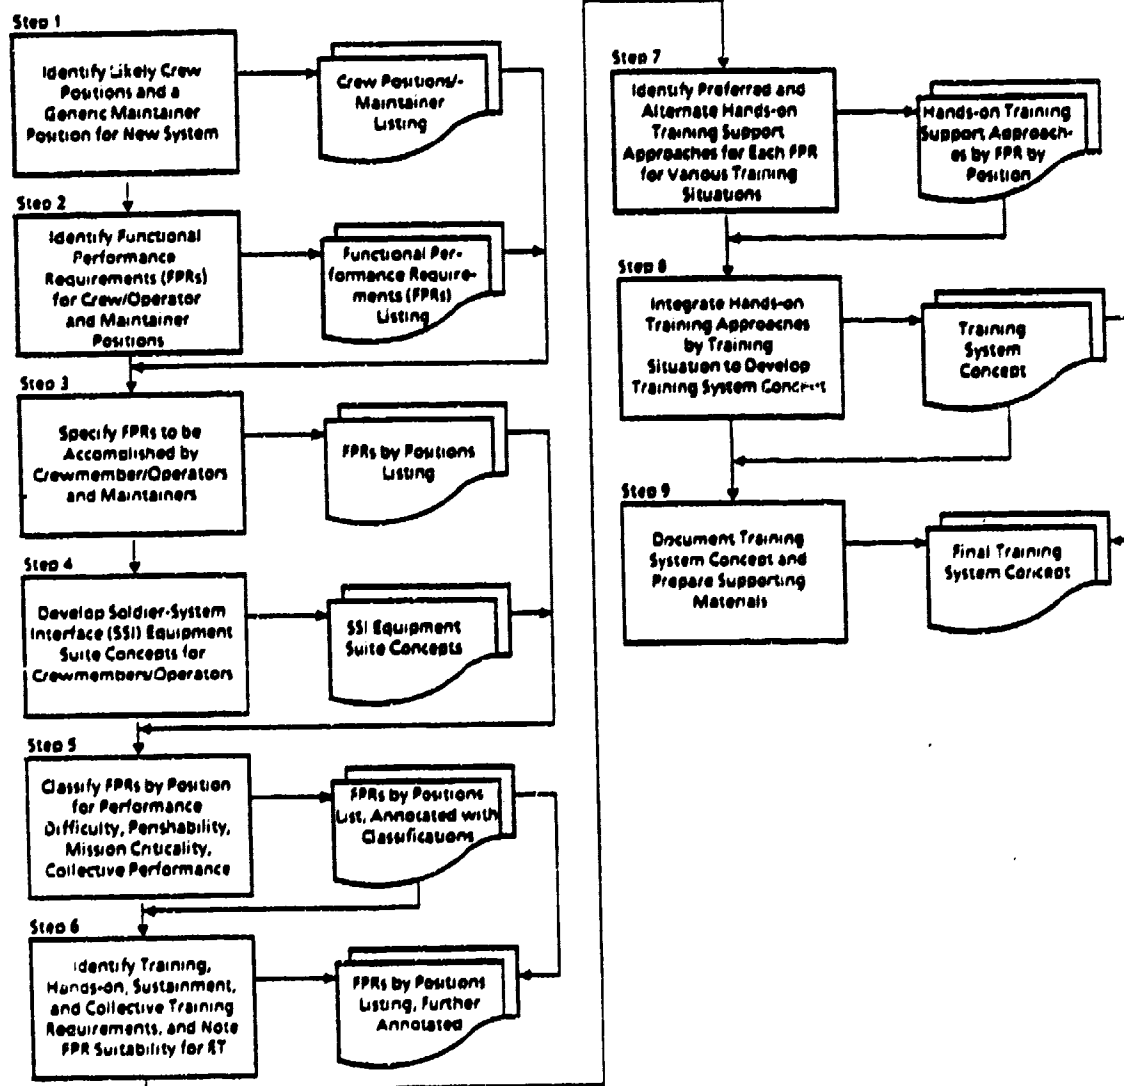 Step 1
Identify Likely Crew
Positions and a
Generic Maintainer
Position for New System
Crew Positions/-
Maintainer
Listing
Step 2
Identify Functional
Performance
Requirements (FPRs)
for Crew/Operator
and Maintainer
Positions
Functional Per-
formance Require-
ments (FPRs)
Listing
Step 3
Specify FPRs to be
Accomplished by
Crewmember/Operators
and Maintainers
FPRs by Positions
Listing
Step 4
Develop Soldier-System
Interface (SSI) Equipment
Suite Concepts for
Crewmembers/Operators
SSI Equipment
Suite Concepts
Step 5
Classify FPRs by Position
for Performance
Difficulty, Perishability,
Mission Criticality,
Collective Performance
FPRs by Positions
List, Annotated with
Classifications
Step 6
Identify Training,
Hands-on, Sustainment,
and Collective Training
Requirements, and Note
FPR Suitability for ET
FPRs by Positions
Listing, Further
Annotated
Step 7
Identify Preferred and
Alternate Hands-on
Training Support
Approaches for Each FPR
for Various Training
Situations
Hands-on Training
Support Approach-
es by FPR by
Position
Step 8
Integrate Hands-on
Training Approaches
by Training
Situation to Develop
Training System Concept
Training
System
Concept
Step 9
Document Training
System Concept and
Prepare Supporting
Materials
Final Training
System Concept